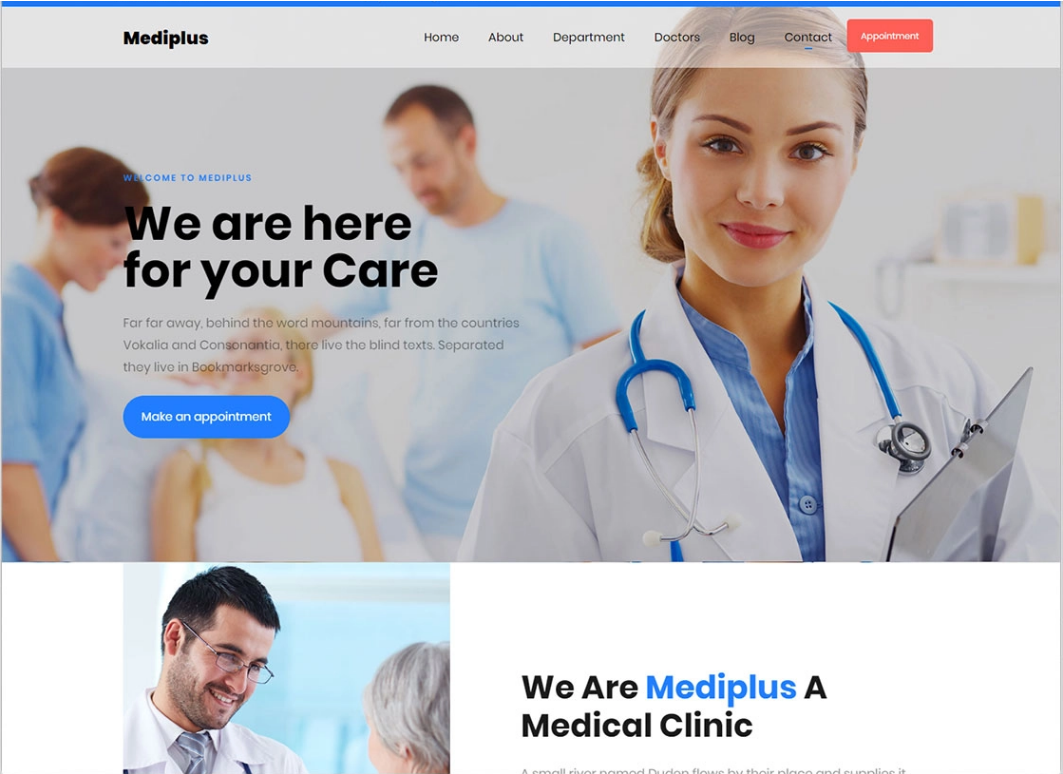 Mediplus
Home About Department Doctors Blog Contact Appointment
WELCOME TO MEDIPLUS
We are here
for your Care
Far far away, behind the word mountains, far from the countries
Vokalia and Consonantia, there live the blind texts. Separated
they live in Bookmarksgrove.
Make an appointment
We Are Mediplus A
Medical Clinic
A small river named Duden flows by their place and supplies it